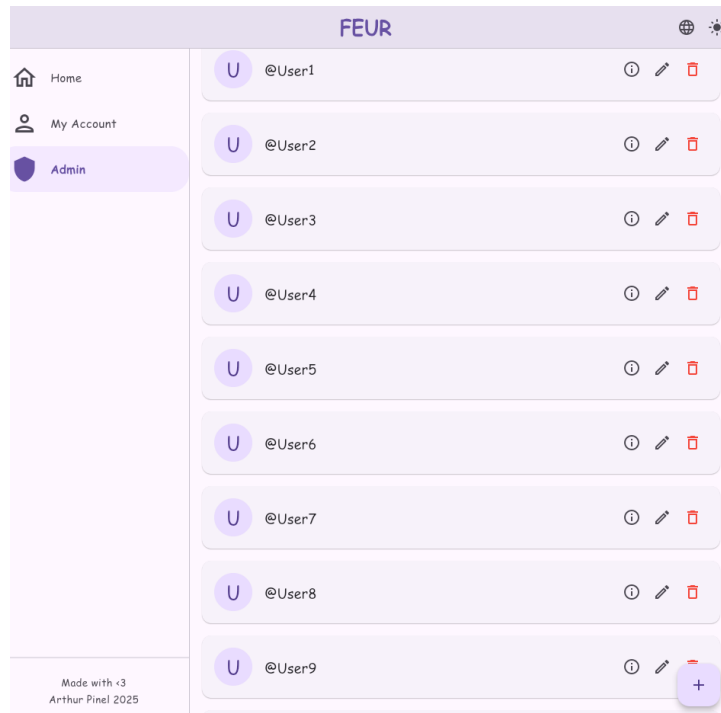 FEUR
Home
My Account
Admin
U @User1
U @User2
U @User3
U @User4
U @User5
U @User6
U @User7
U @User8
U @User9
+
Made with <3
Arthur Pinel 2025